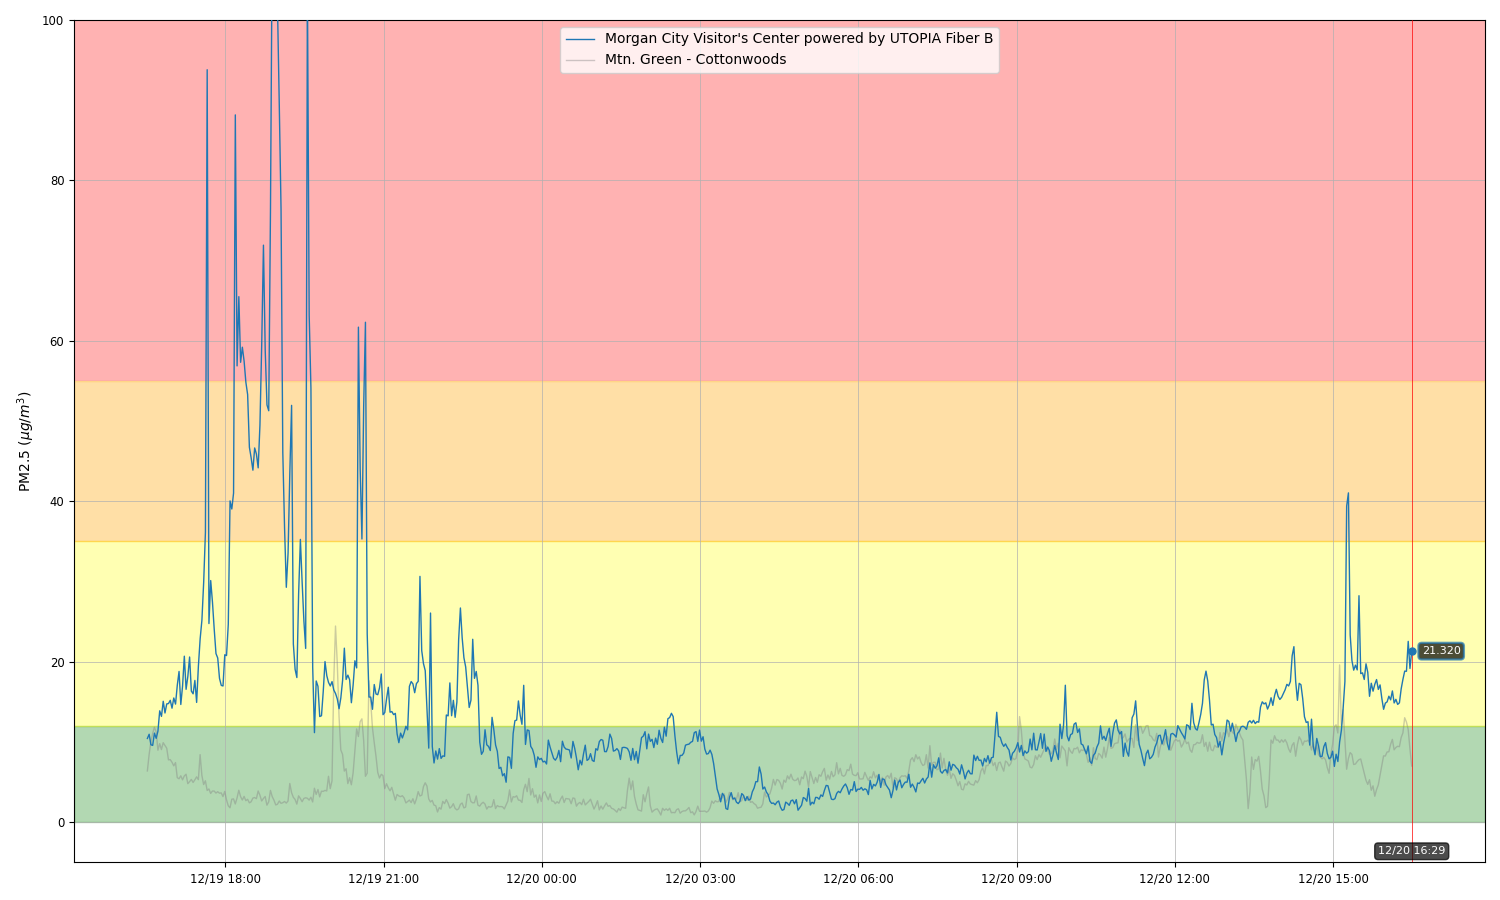 100
80
60
40
20
0
PM2.5 (μg/m³)
Morgan City Visitor's Center powered by UTOPIA Fiber B
Mtn. Green - Cottonwoods
21.320
12/20 16:29
12/19 18:00 12/19 21:00 12/20 00:00 12/20 03:00 12/20 06:00 12/20 09:00 12/20 12:00 12/20 15:00